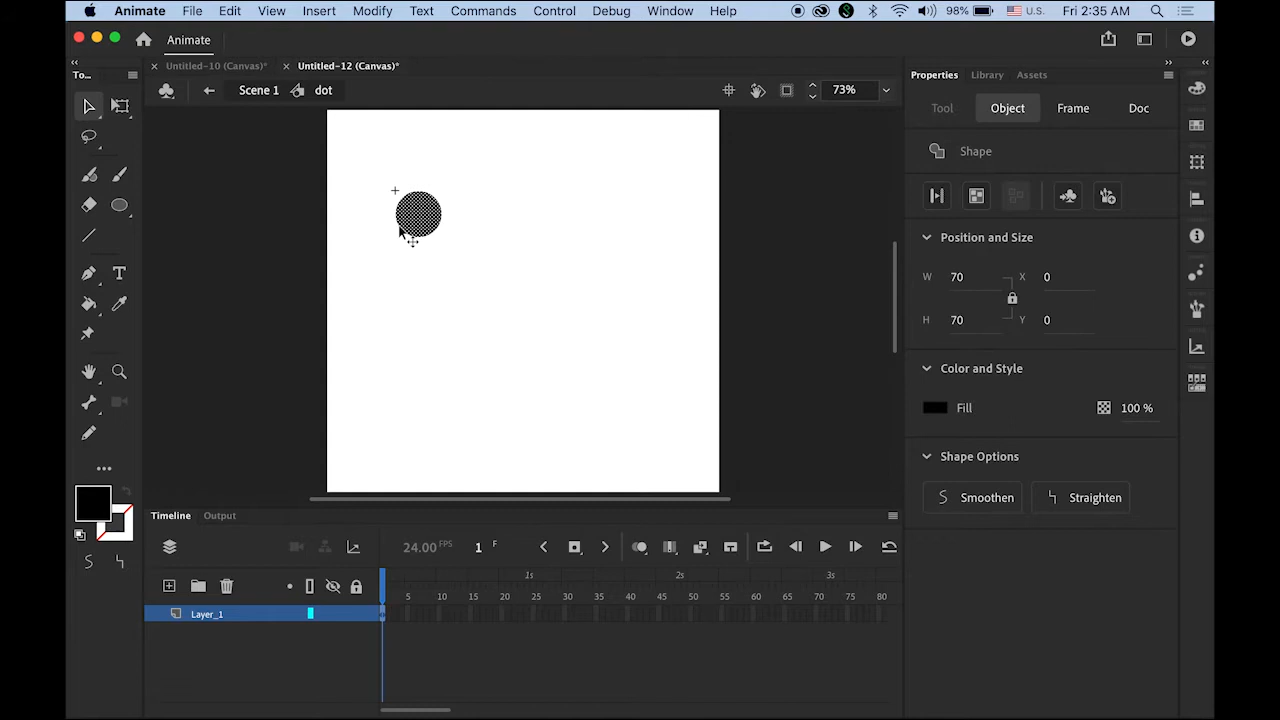 Animate File Edit View Insert Modify Text Commands Control Debug Window Help 98% U.S. Fri 2:35 AM
Animate
To... × Untitled-10 (Canvas)* × Untitled-12 (Canvas)* Properties Library Assets
Scene 1 dot 73%
Tool Object Frame Doc
Shape
Position and Size
W 70 X 0
H 70 Y 0
Color and Style
Fill 100 %
Shape Options
Smoothen Straighten
Timeline Output
24.00 FPS 1 F
1s 2s 3s
5 10 15 20 25 30 35 40 45 50 55 60 65 70 75 80
Layer_1